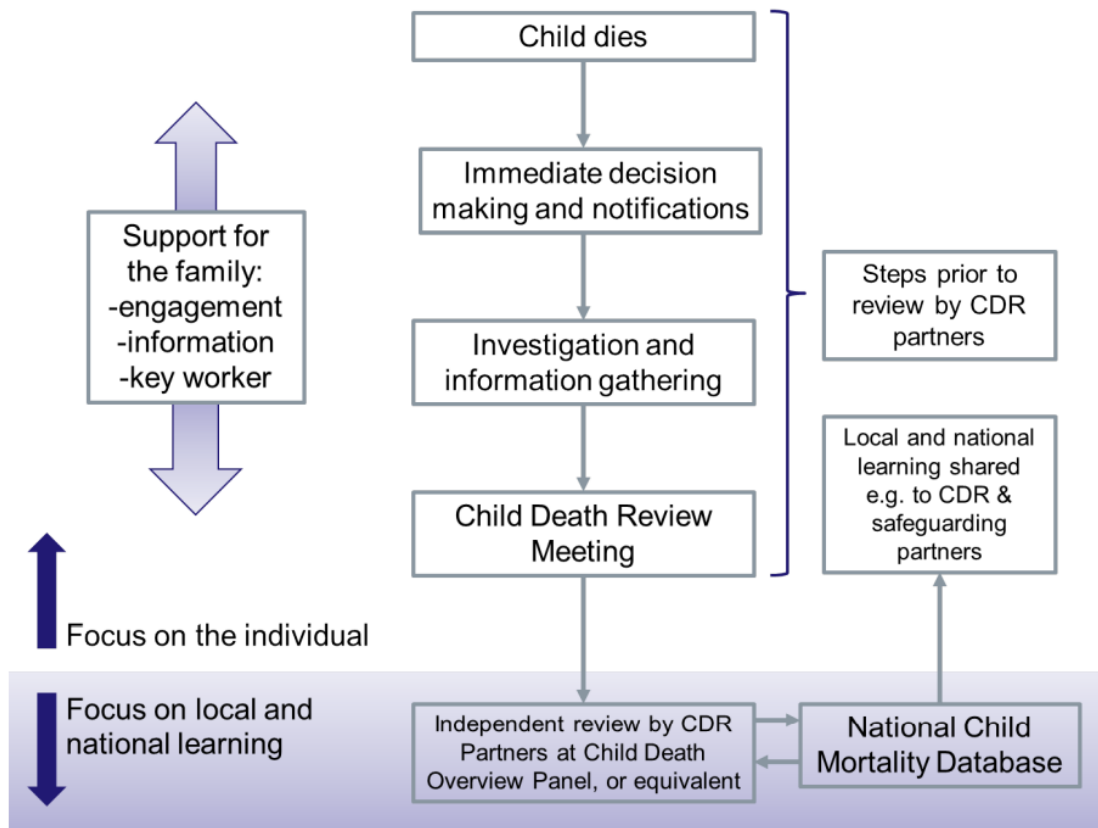 Child dies
Immediate decision
making and notifications
Support for
the family:
-engagement
-information
-key worker
Steps prior to
review by CDR
partners
Investigation and
information gathering
Local and national
learning shared
e.g. to CDR &
safeguarding
partners
Child Death Review
Meeting
Focus on the individual
Focus on local and
national learning
Independent review by CDR
Partners at Child Death
Overview Panel, or equivalent
National Child
Mortality Database